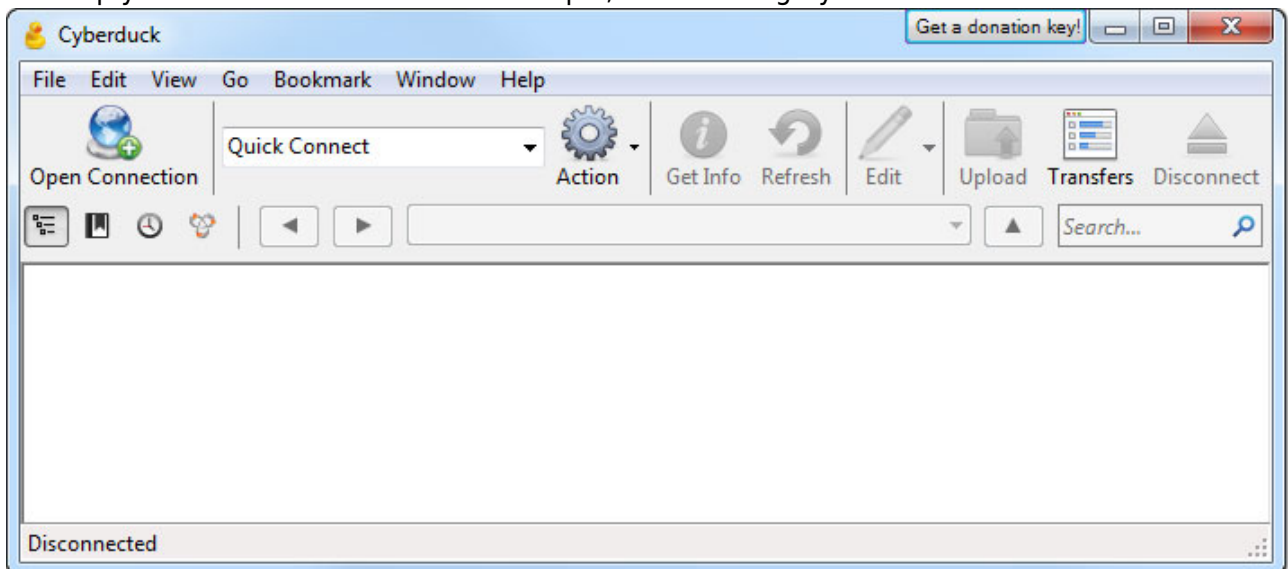 Cyberduck
Get a donation key!
File Edit View Go Bookmark Window Help
Quick Connect
Open Connection Action Get Info Refresh Edit Upload Transfers Disconnect
Search...
Disconnected